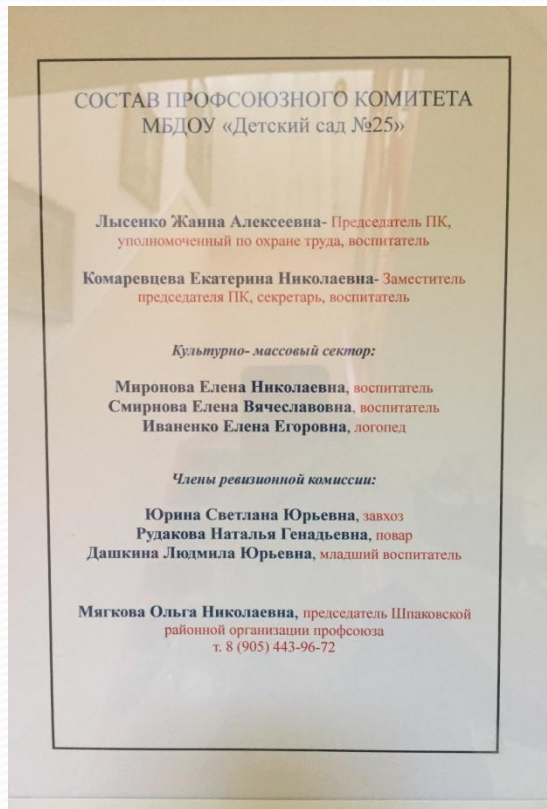 СОСТАВ ПРОФСОЮЗНОГО КОМИТЕТА
МБДОУ «Детский сад №25»
Лысенко Жанна Алексеевна- Председатель ПК,
уполномоченный по охране труда, воспитатель
Комаревцева Екатерина Николаевна- Заместитель
председателя ПК, секретарь, воспитатель
Культурно- массовый сектор:
Миронова Елена Николаевна, воспитатель
Смирнова Елена Вячеславовна, воспитатель
Иваненко Елена Егоровна, логопед
Члены ревизионной комиссии:
Юрина Светлана Юрьевна, завхоз
Рудакова Наталья Генадьевна, повар
Дашкина Людмила Юрьевна, младший воспитатель
Мягкова Ольга Николаевна, председатель Шпаковской
районной организации профсоюза
т. 8 (905) 443-96-72